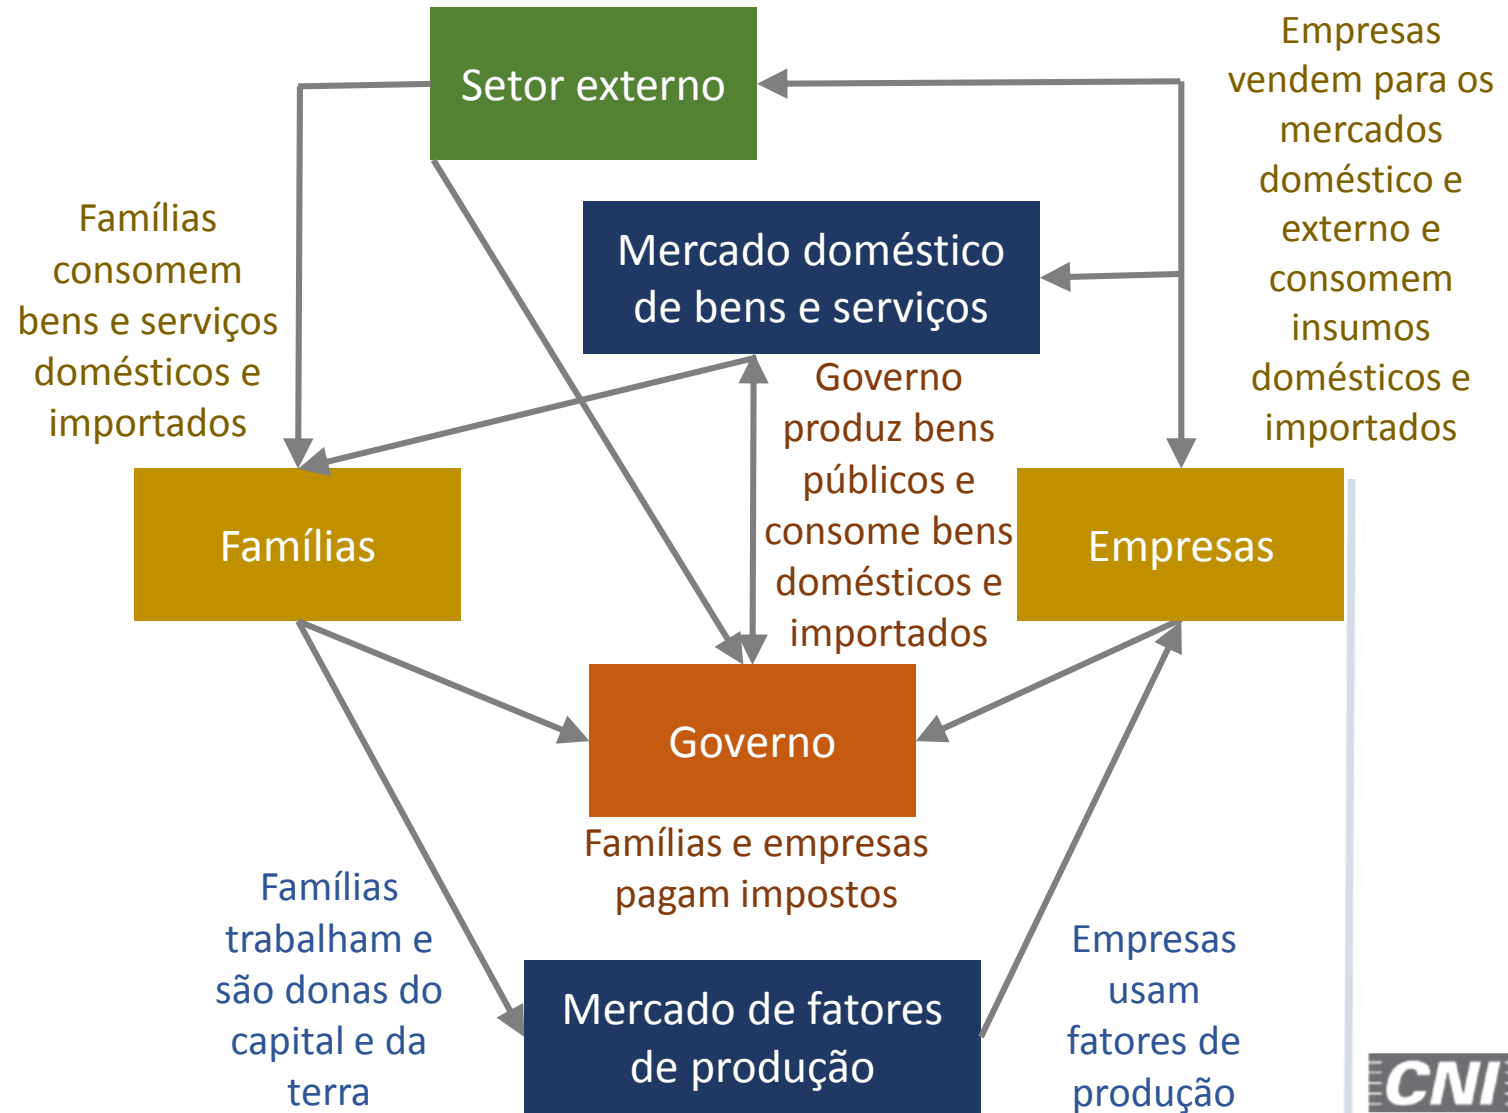 Setor externo
Empresas
vendem para os
mercados
doméstico e
externo e
consomem
insumos
domésticos e
importados
Famílias
consomem
bens e serviços
domésticos e
importados
Mercado doméstico
de bens e serviços
Governo
produz bens
públicos e
consome bens
domésticos e
importados
Famílias
Empresas
Governo
Famílias e empresas
pagam impostos
Famílias
trabalham e
são donas do
capital e da
terra
Mercado de fatores
de produção
Empresas
usam
fatores de
produção
CNI